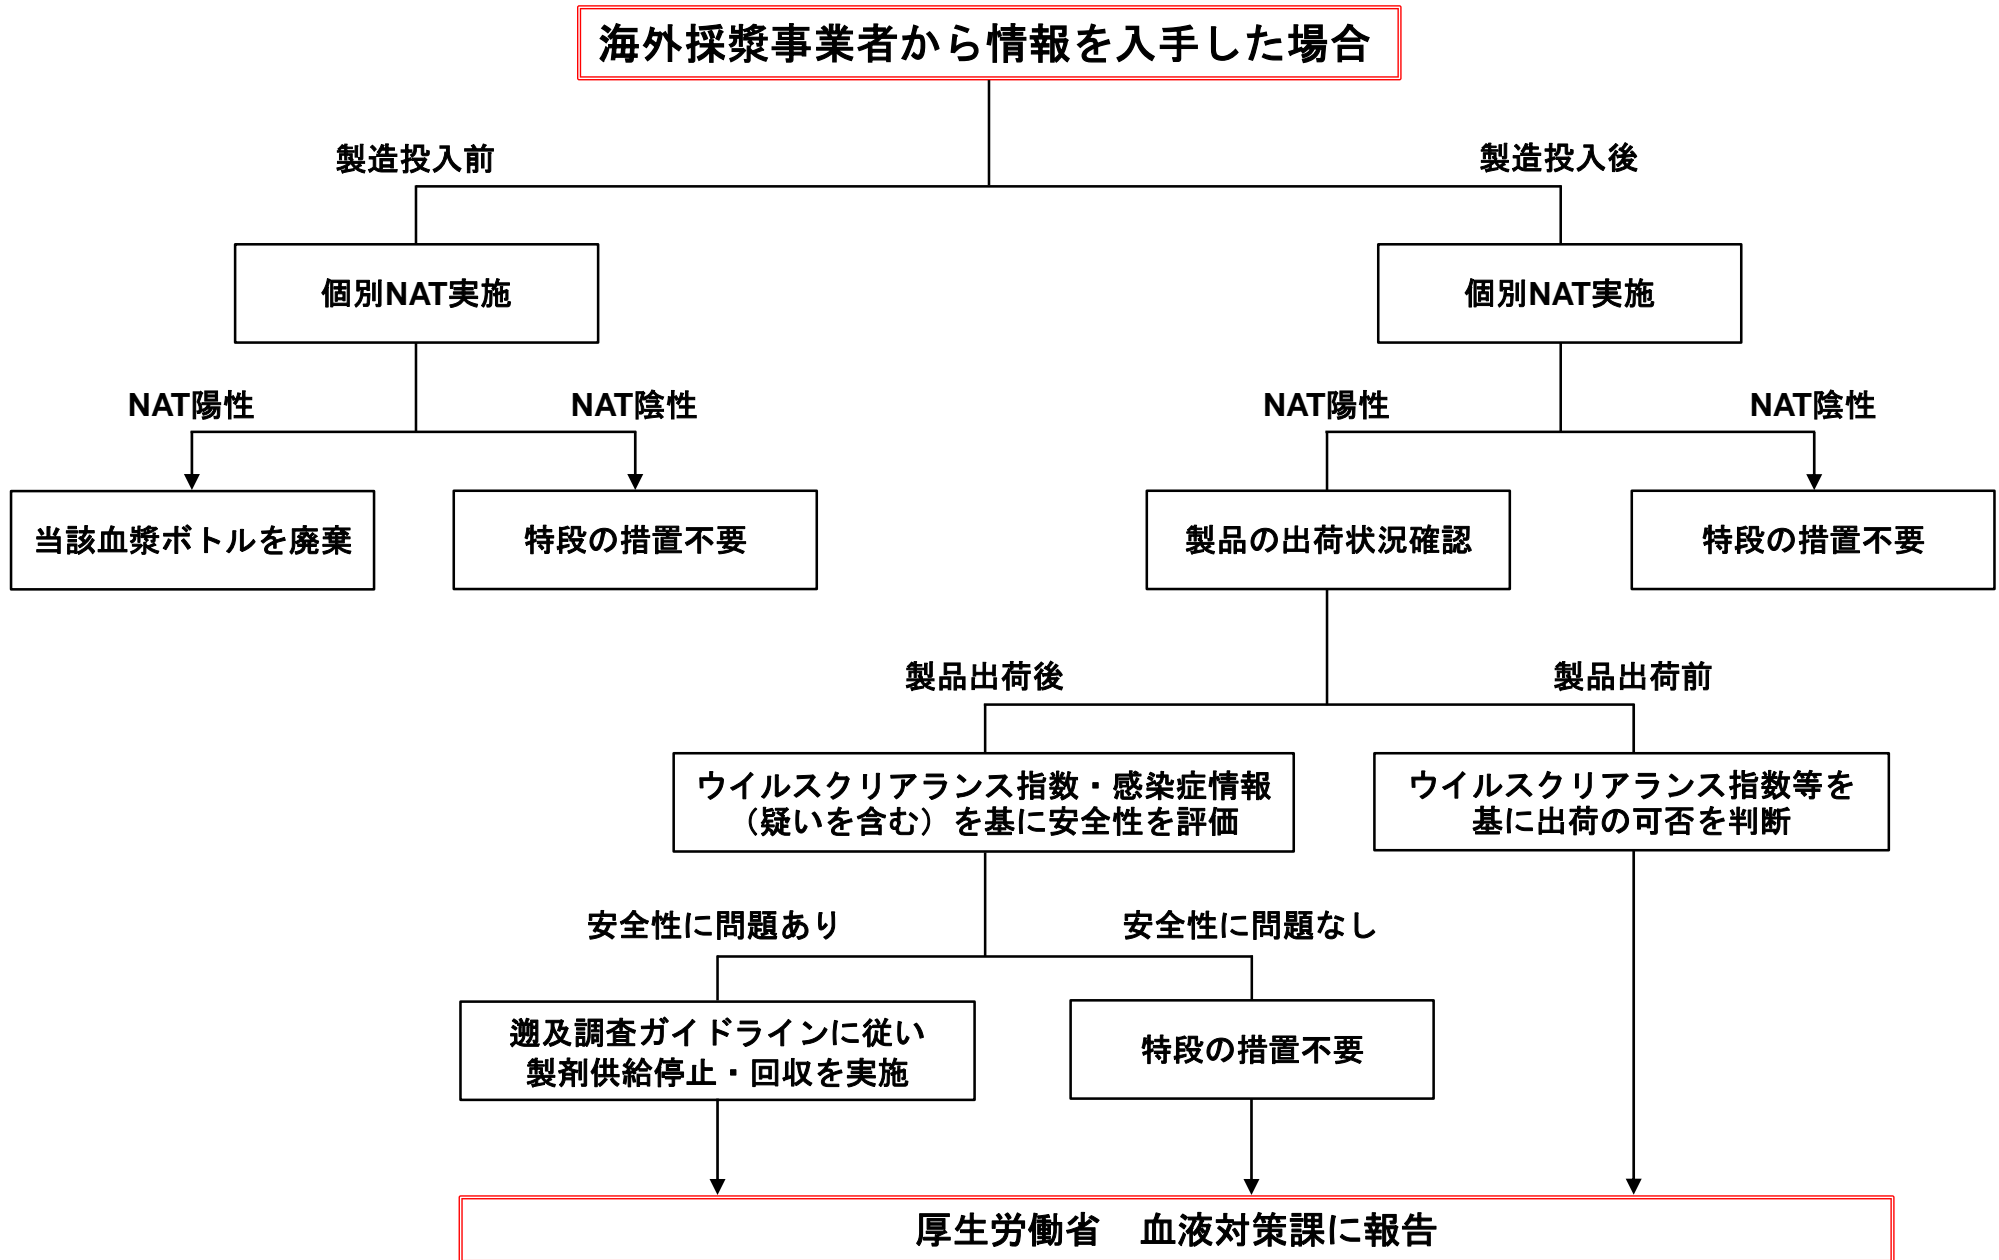 海外採漿事業者から情報を入手した場合
製造投入前
製造投入後
個別NAT実施
個別NAT実施
NAT陽性
NAT陰性
NAT陽性
NAT陰性
当該血漿ボトルを廃棄
特段の措置不要
製品の出荷状況確認
特段の措置不要
製品出荷後
製品出荷前
ウイルスクリアランス指数・感染症情報
（疑いを含む）を基に安全性を評価
ウイルスクリアランス指数等を
基に出荷の可否を判断
安全性に問題あり
安全性に問題なし
遡及調査ガイドラインに従い
製剤供給停止・回収を実施
特段の措置不要
厚生労働省　血液対策課に報告